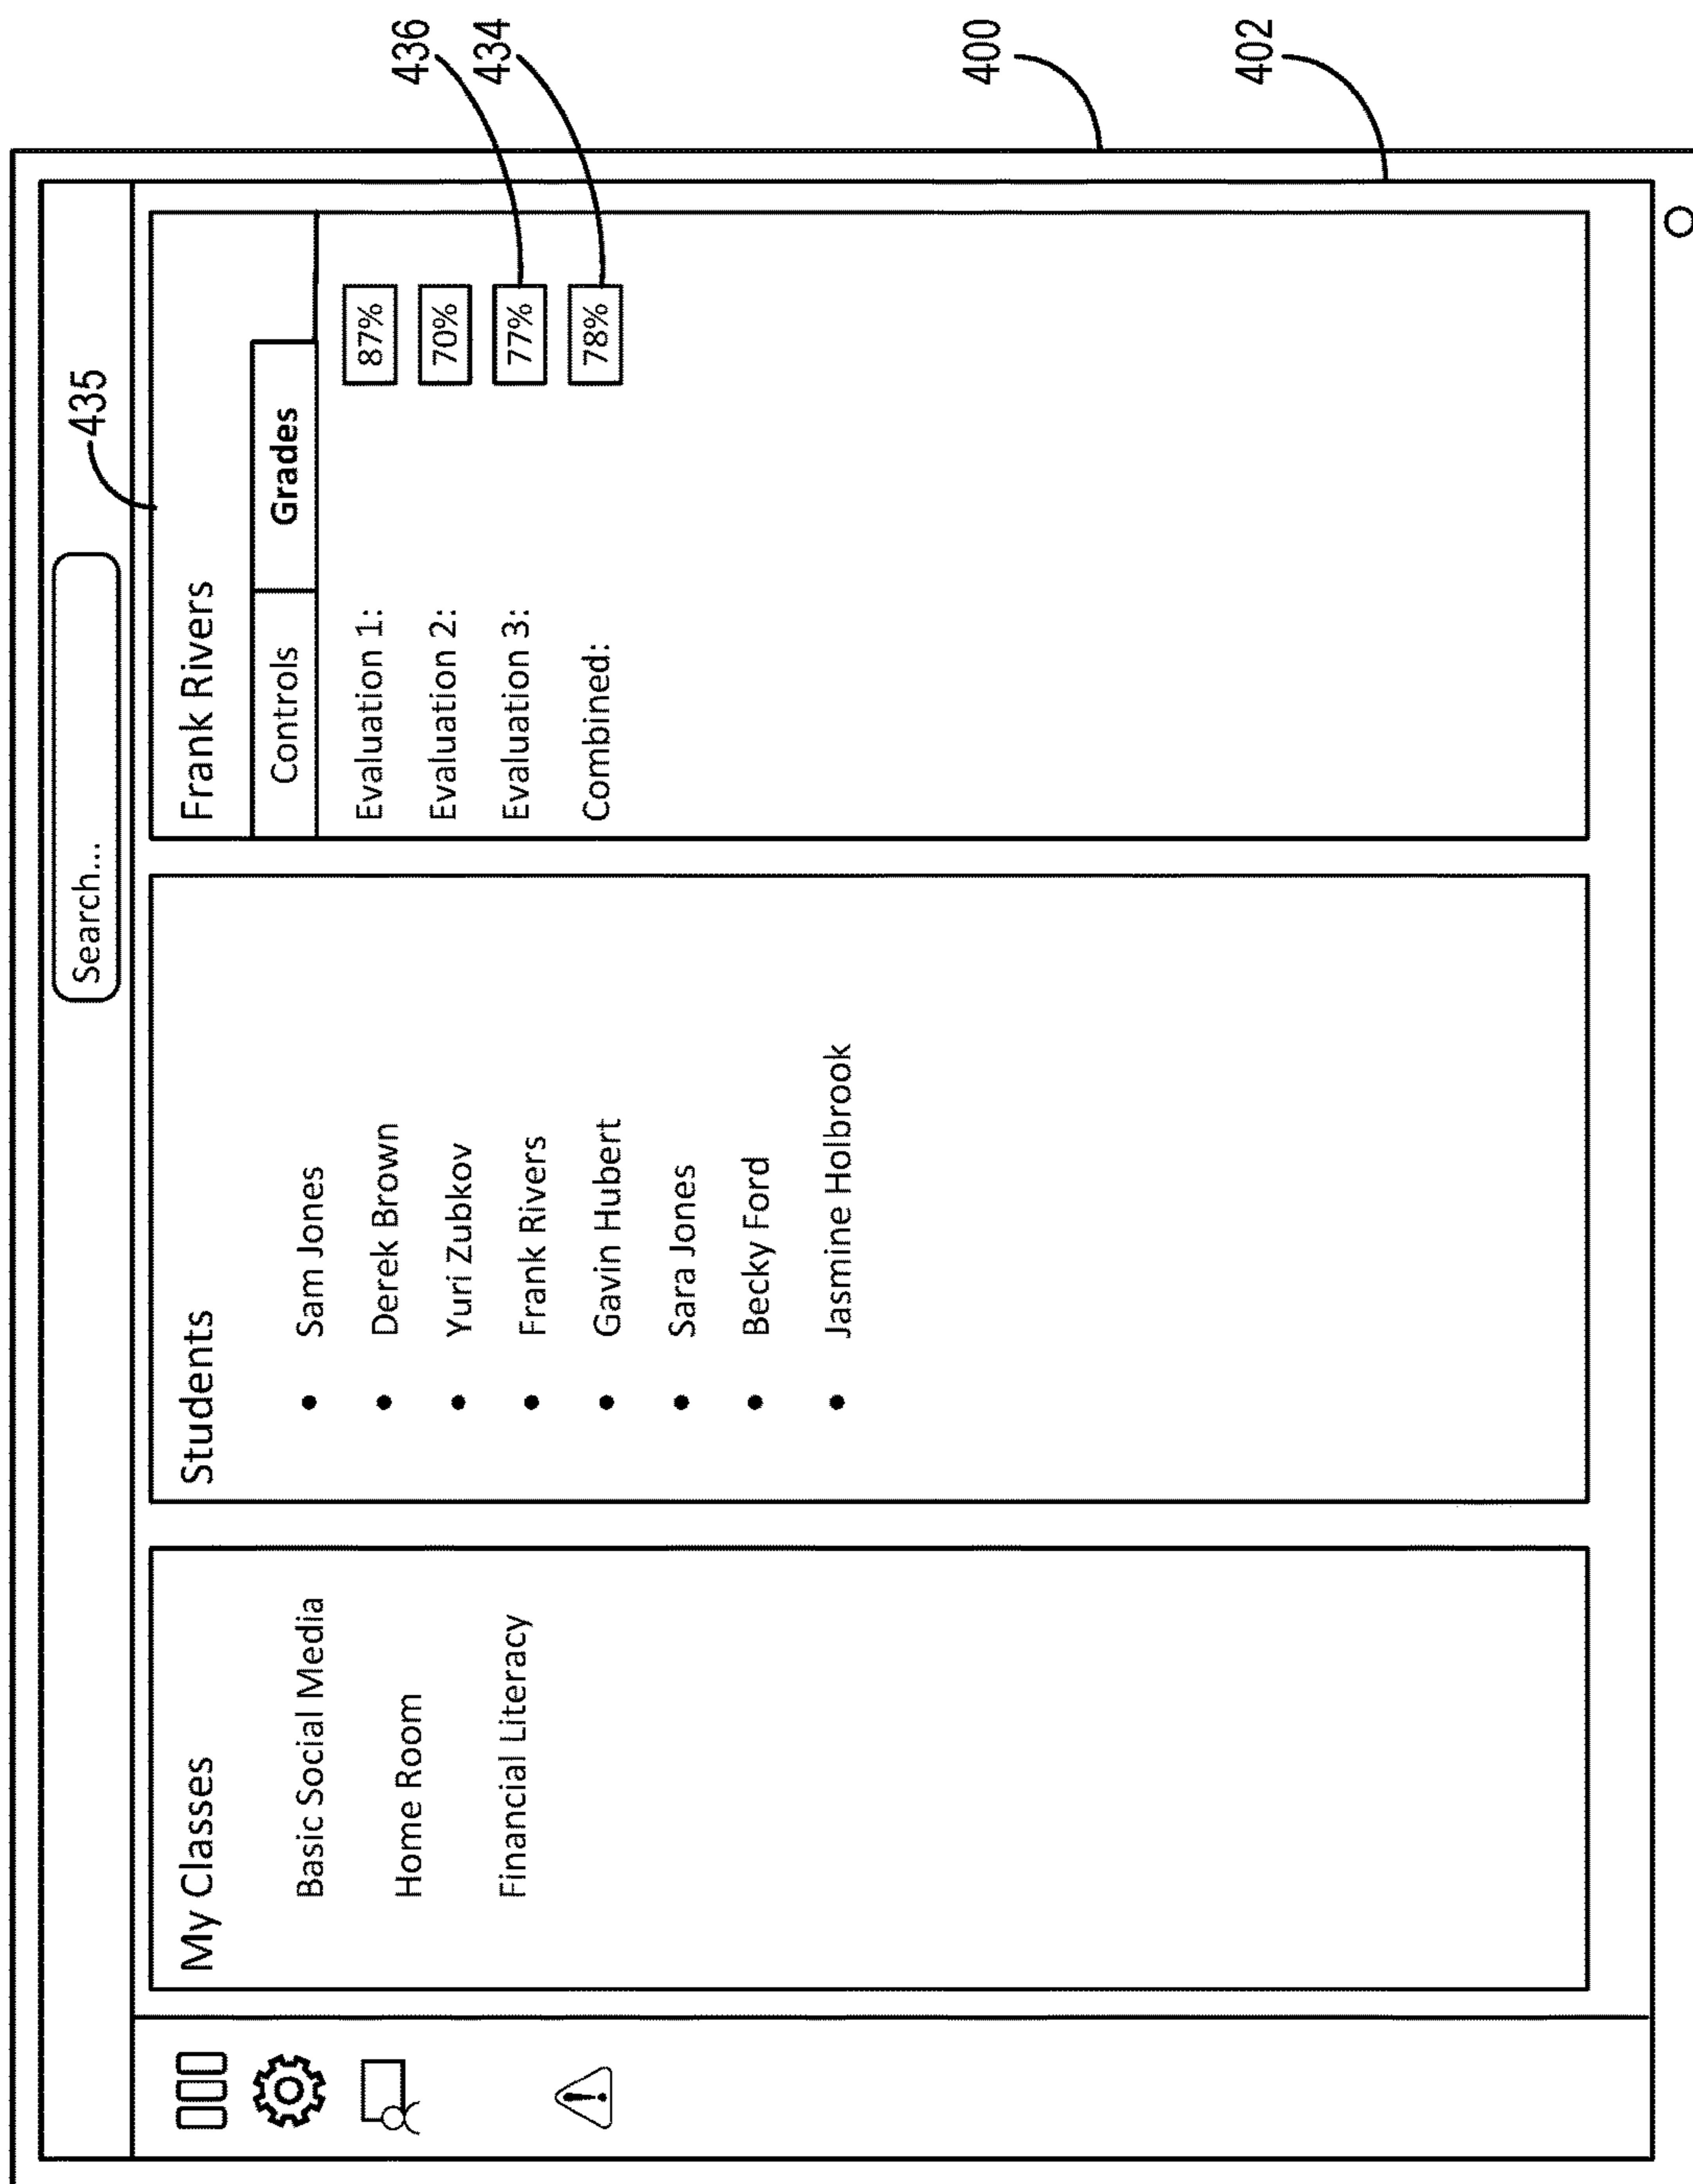 Search...
435
My Classes
Basic Social Media
Home Room
Financial Literacy
Students
• Sam Jones
• Derek Brown
• Yuri Zubkov
• Frank Rivers
• Gavin Hubert
• Sara Jones
• Becky Ford
• Jasmine Holbrook
Frank Rivers
Controls Grades
Evaluation 1: 87%
Evaluation 2: 70%
Evaluation 3: 77%
Combined: 78%
436
434
400
402